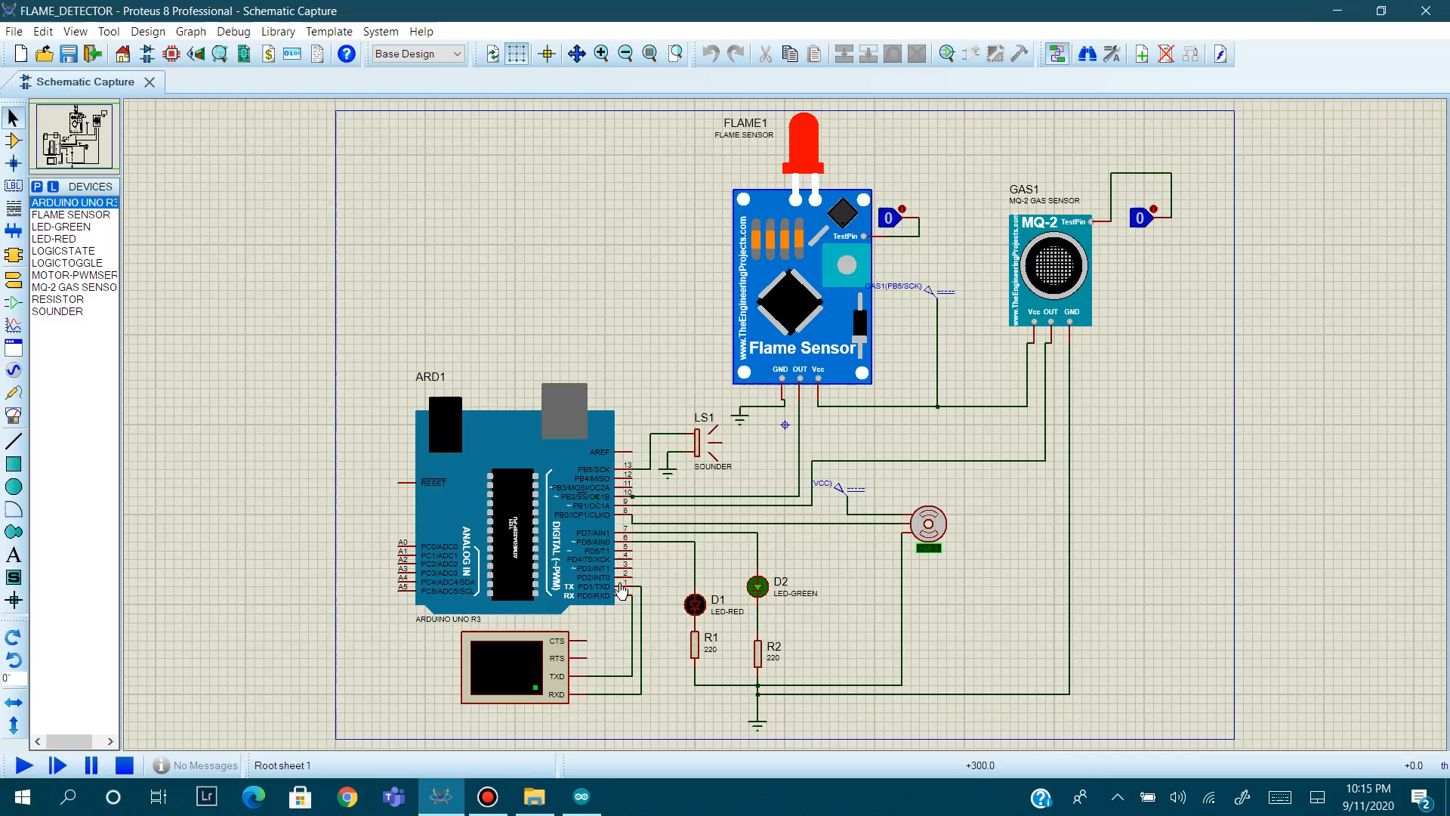 FLAME_DETECTOR - Proteus 8 Professional - Schematic Capture
File Edit View Tool Design Graph Debug Library Template System Help
Base Design
Schematic Capture
P L DEVICES
ARDUINO UNO R3
FLAME SENSOR
LED-GREEN
LED-RED
LOGICSTATE
LOGICTOGGLE
MOTOR-PWMSER
MQ-2 GAS SENSO
RESISTOR
SOUNDER
LBL
A
S
0°
FLAME1
FLAME SENSOR
www.TheEngineeringProjects.com
TestPin
0
Flame Sensor
GND OUT Vcc
GAS1
MQ-2 GAS SENSOR
MQ-2 TestPin
www.TheEngineeringProjects.com
Vcc OUT GND
0
GAS1(PB5/SCK)
ARD1
RESET
AREF
PB5/SCK 13
PB4/MISO 12
~ PB3/MOSI/OC2A 11
~ PB2/SS/OC1B 10
~ PB1/OC1A 9
PB0/ICP1/CLKO 8
PD7/AIN1 7
~ PD6/AIN0 6
~ PD5/T1 5
PD4/T0/XCK 4
~ PD3/INT1 3
PD2/INT0 2
TX PD1/TXD
RX PD0/RXD
DIGITAL (~PWM)
ANALOG IN
A0 PC0/ADC0
A1 PC1/ADC1
A2 PC2/ADC2
A3 PC3/ADC3
A4 PC4/ADC4/SDA
A5 PC5/ADC5/SCL
ARDUINO UNO R3
LS1
SOUNDER
VCC)
D1
LED-RED
D2
LED-GREEN
R1
220
R2
220
CTS
RTS
TXD
RXD
No Messages
Root sheet 1
+300.0
+0.0
th
Lr
10:15 PM
9/11/2020
2